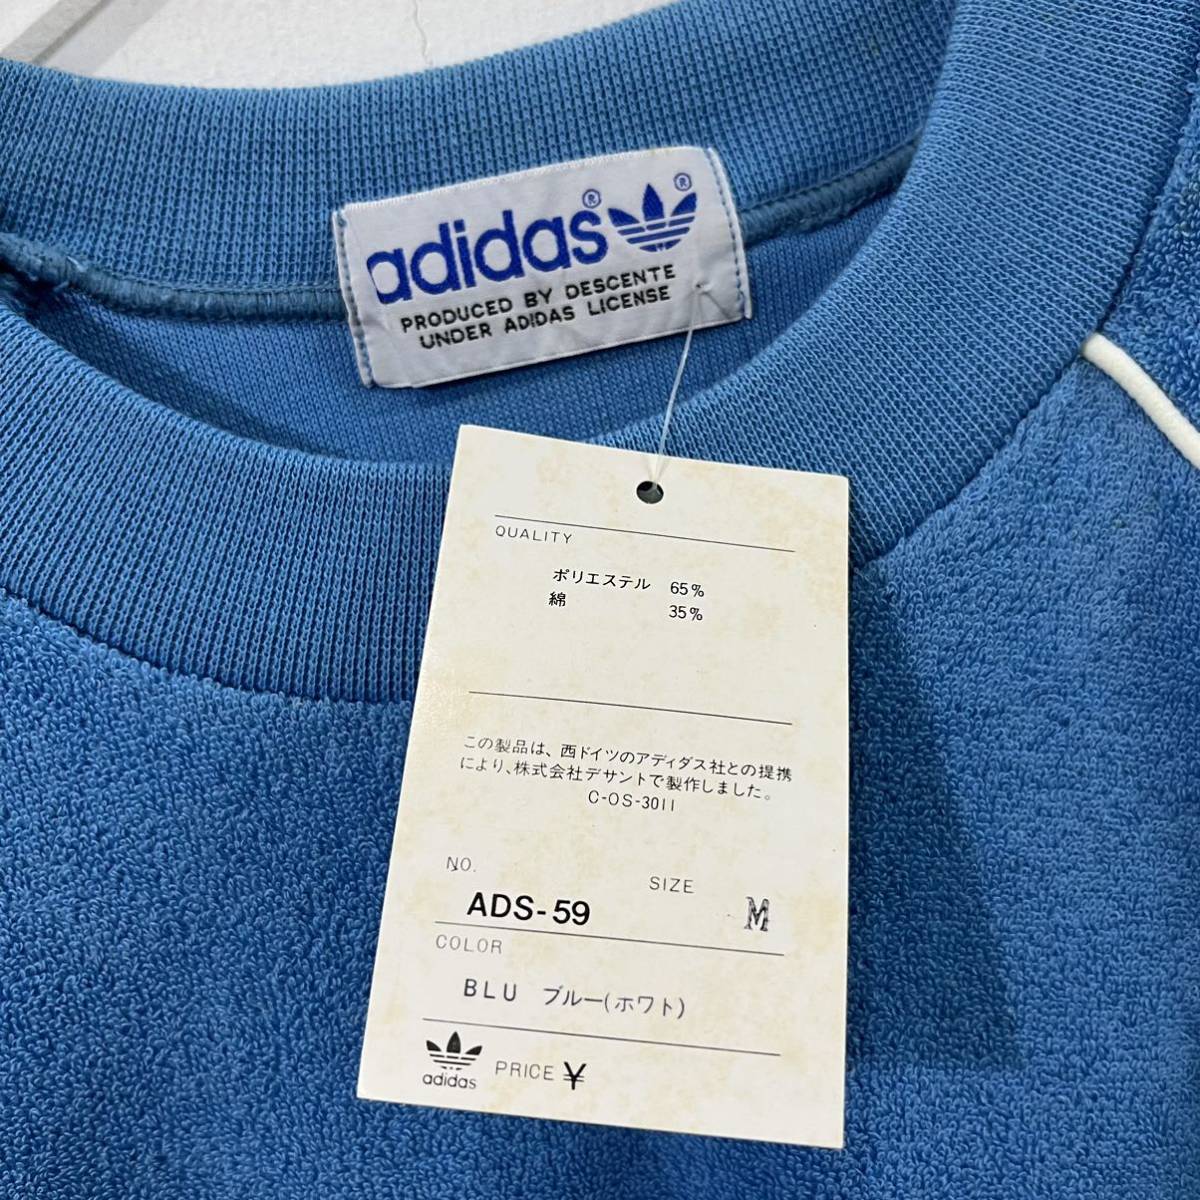 adidas®®
PRODUCED BY DESCENTE
UNDER ADIDAS LICENSE
QUALITY
ポリエステル 65%
綿 35%
この製品は、西ドイツのアディダス社との提携
により、株式会社デサントで製作しました。
C-OS-3011
NO.
SIZE
ADS-59
M
COLOR
BLU ブルー(ホワト)
adidas
PRICE ¥